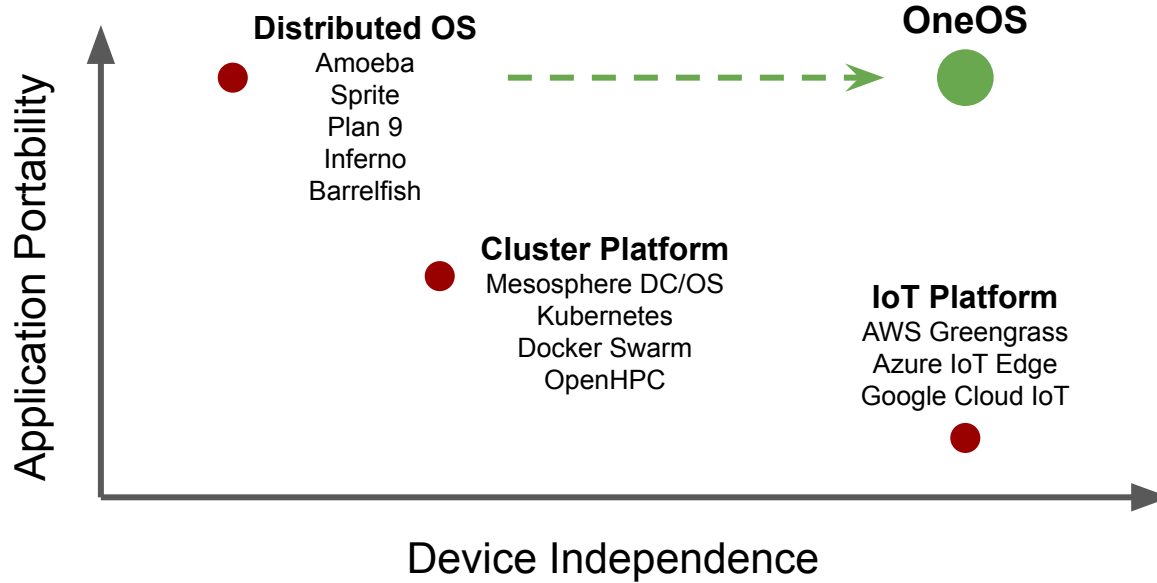 Distributed OS
Amoeba
Sprite
Plan 9
Inferno
Barrelfish
OneOS
Cluster Platform
Mesosphere DC/OS
Kubernetes
Docker Swarm
OpenHPC
IoT Platform
AWS Greengrass
Azure IoT Edge
Google Cloud IoT
Application Portability
Device Independence